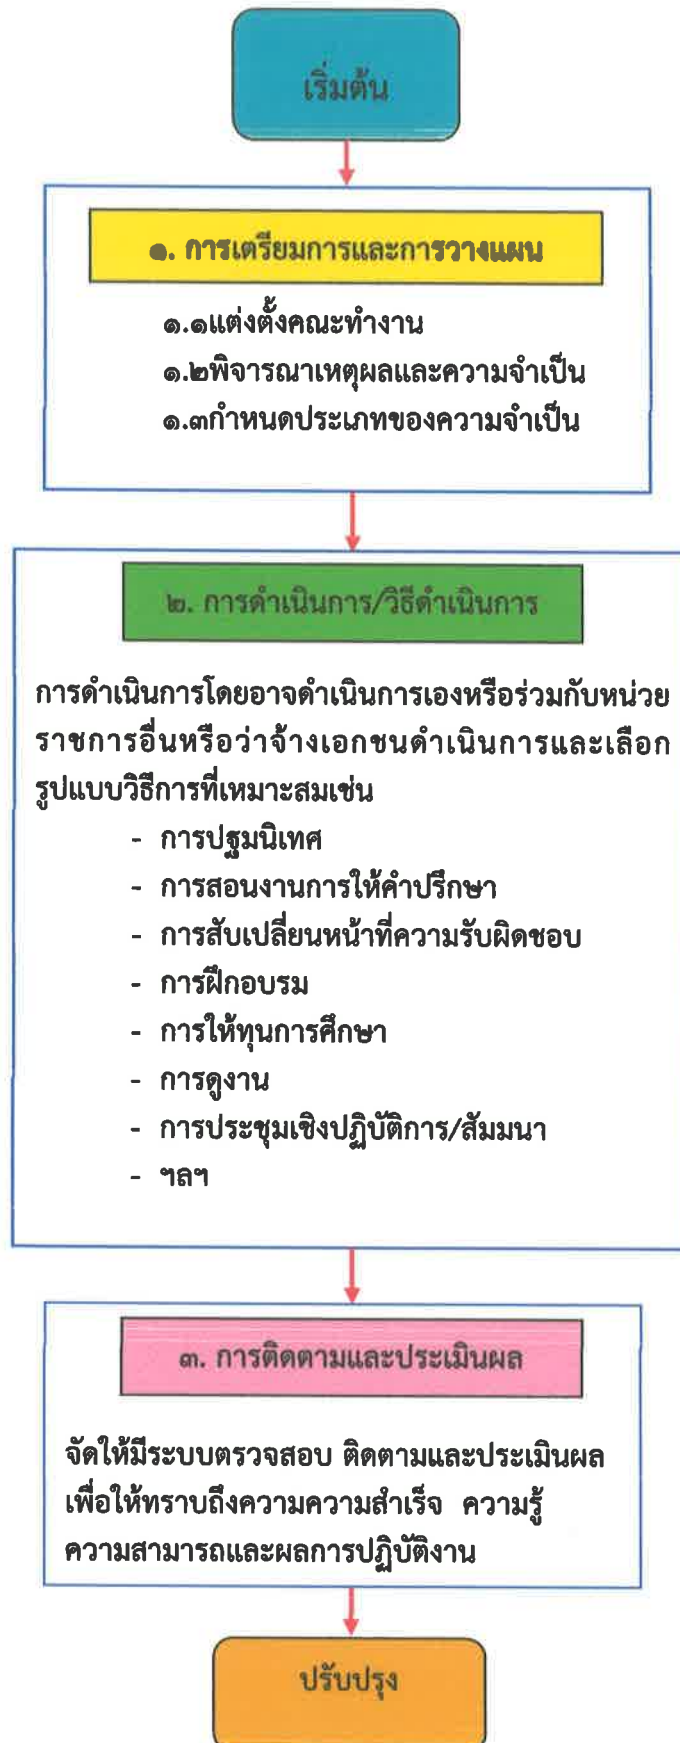 เริ่มต้น
๑. การเตรียมการและการวางแผน
๑.๑แต่งตั้งคณะทำงาน
๑.๒พิจารณาเหตุผลและความจำเป็น
๑.๓กำหนดประเภทของความจำเป็น
๒. การดำเนินการ/วิธีดำเนินการ
การดำเนินการโดยอาจดำเนินการเองหรือร่วมกับหน่วย
ราชการอื่นหรือว่าจ้างเอกชนดำเนินการและเลือก
รูปแบบวิธีการที่เหมาะสมเช่น
- การปฐมนิเทศ
- การสอนงานการให้คำปรึกษา
- การสับเปลี่ยนหน้าที่ความรับผิดชอบ
- การฝึกอบรม
- การให้ทุนการศึกษา
- การดูงาน
- การประชุมเชิงปฏิบัติการ/สัมมนา
- ฯลฯ
๓. การติดตามและประเมินผล
จัดให้มีระบบตรวจสอบ ติดตามและประเมินผล
เพื่อให้ทราบถึงความความสำเร็จ ความรู้
ความสามารถและผลการปฏิบัติงาน
ปรับปรุง